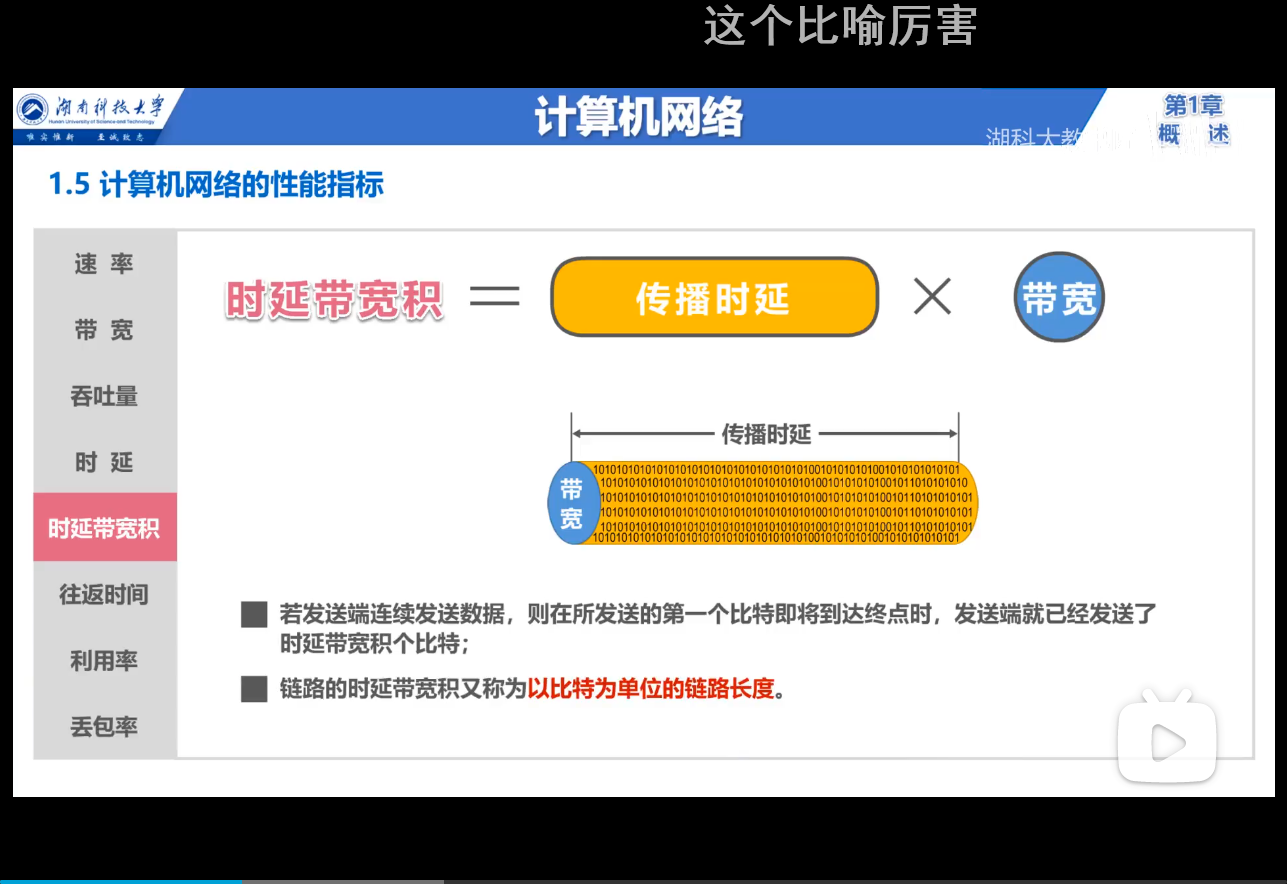 这个比喻厉害
湖南科技大学
Hunan University of Science and Technology
唯实惟新 至诚致志
计算机网络
第1章
概 述
湖科大教
1.5 计算机网络的性能指标
速 率
带 宽
吞吐量
时 延
时延带宽积
往返时间
利用率
丢包率
时延带宽积 = 传播时延 × 带宽
传播时延
带
宽
若发送端连续发送数据，则在所发送的第一个比特即将到达终点时，发送端就已经发送了
时延带宽积个比特；
链路的时延带宽积又称为以比特为单位的链路长度。